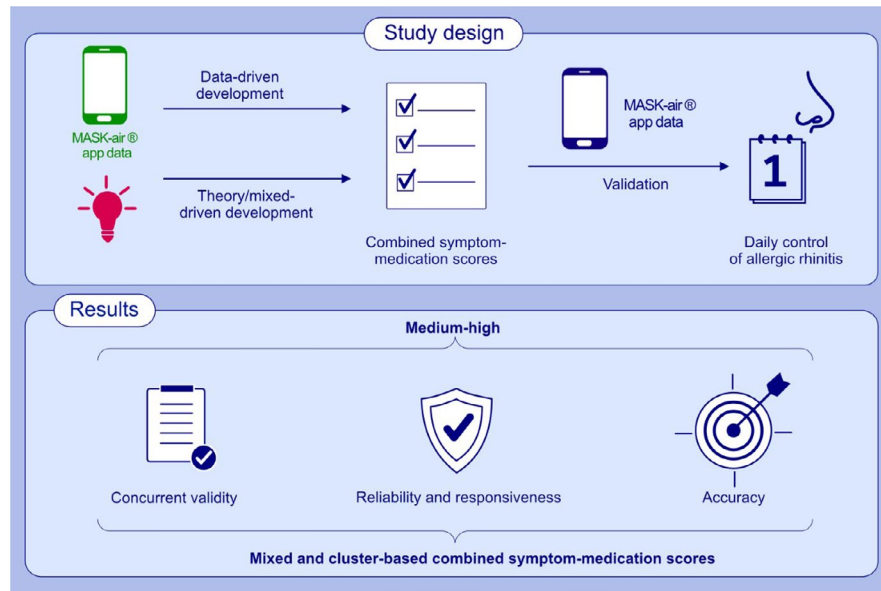 Study design
Data-driven
development
MASK-air ®
app data
Theory/mixed-
driven development
Combined symptom-
medication scores
MASK-air ®
app data
Validation
1
Daily control
of allergic rhinitis
Results
Medium-high
Concurrent validity
Reliability and responsiveness
Accuracy
Mixed and cluster-based combined symptom-medication scores